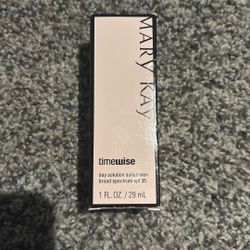 MARY KAY
timewise
day solution sunscreen
broad spectrum spf 35
1 FL. OZ. / 29 mL